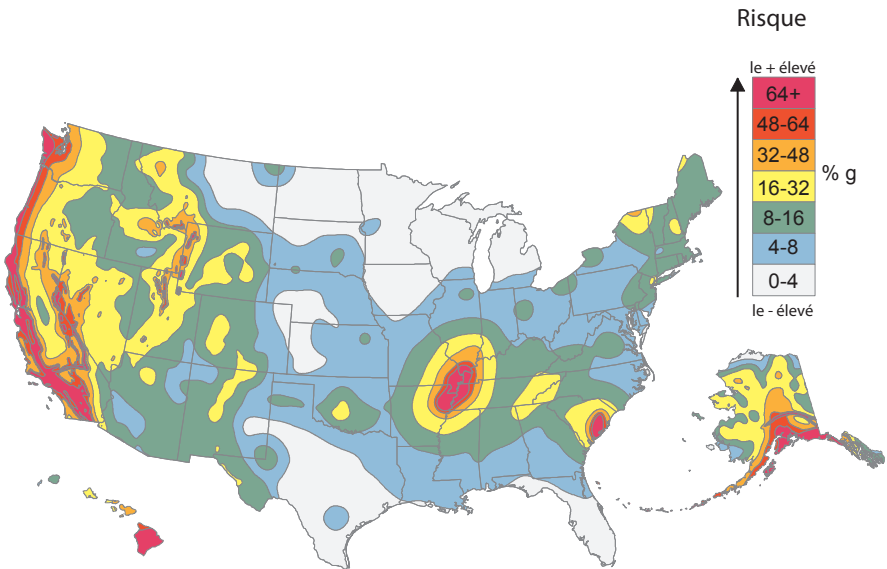 Risque
le + élevé
64+
48-64
32-48
16-32
% g
8-16
4-8
0-4
le - élevé